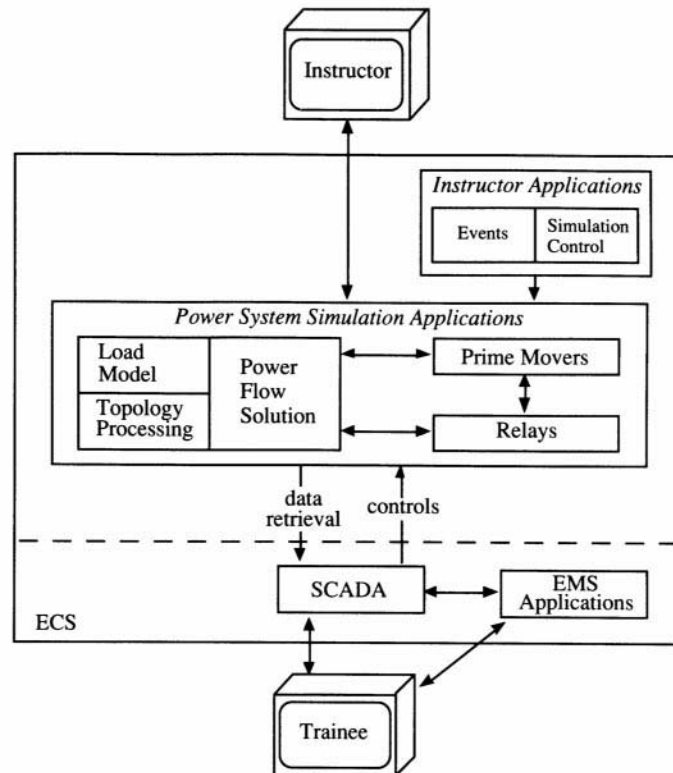 Instructor
Instructor Applications
Events
Simulation
Control
Power System Simulation Applications
Load
Model
Topology
Processing
Power
Flow
Solution
Prime Movers
Relays
data
retrieval
controls
SCADA
EMS
Applications
ECS
Trainee